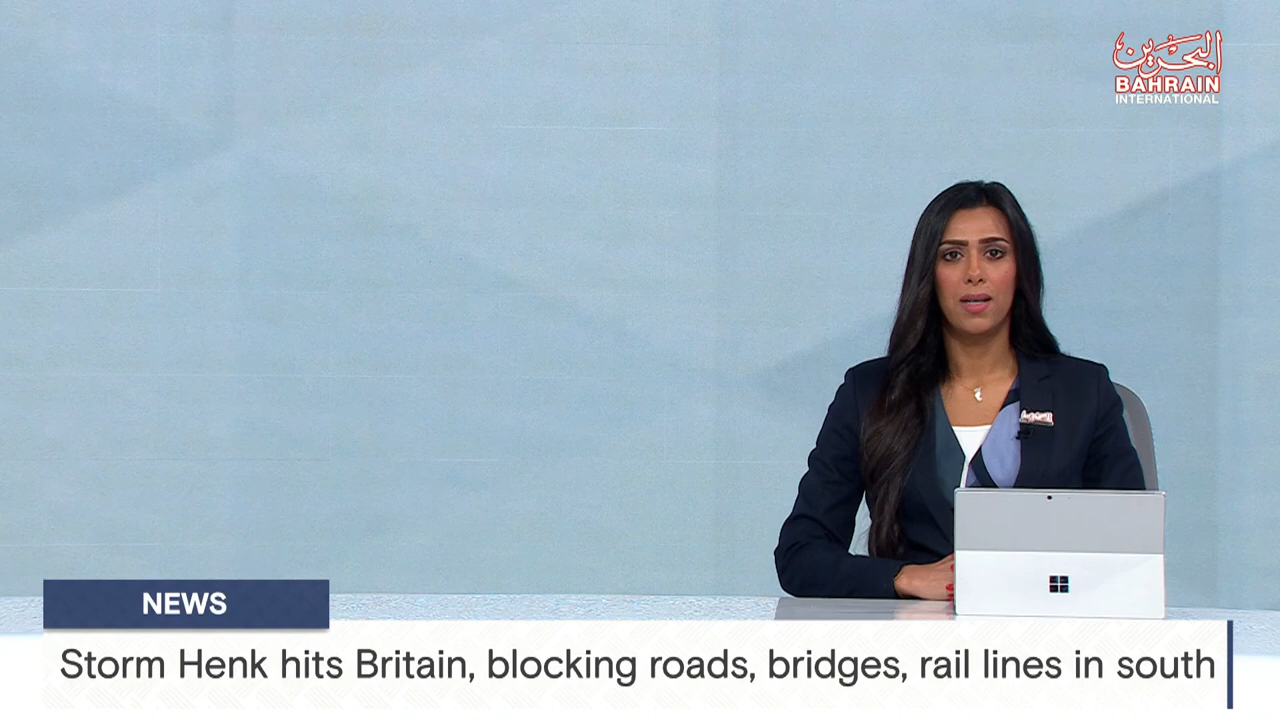 البحرين
BAHRAIN
INTERNATIONAL
NEWS
Storm Henk hits Britain, blocking roads, bridges, rail lines in south